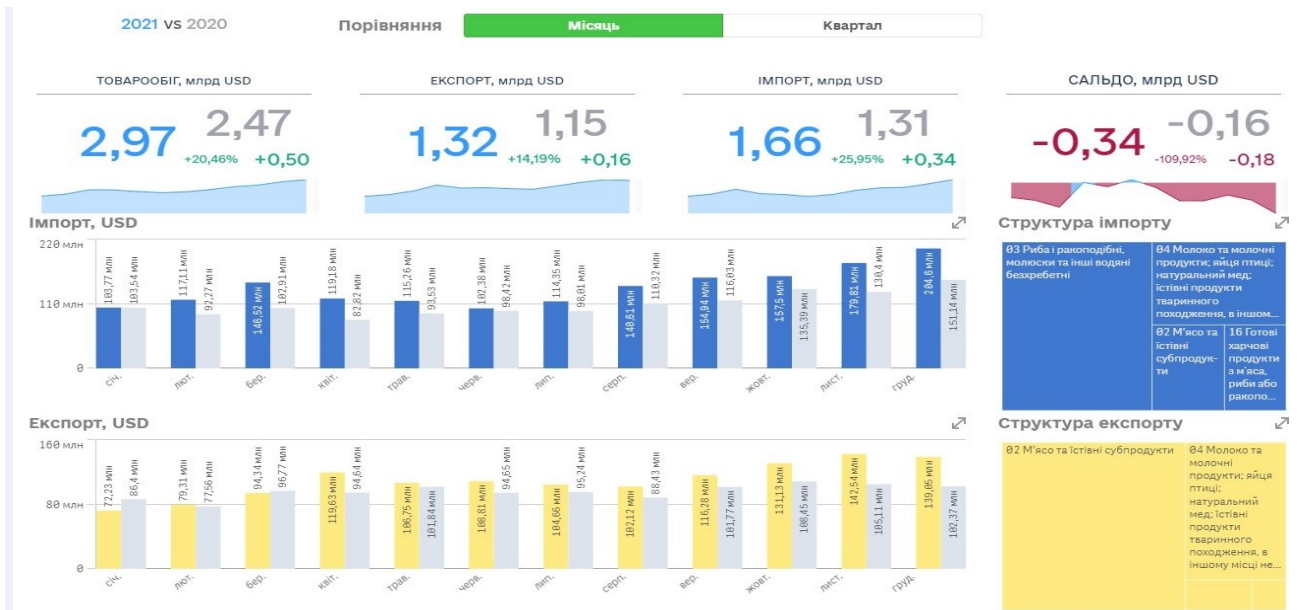 2021 VS 2020
Порівняння
Місяць
Квартал
ТОВАРООБІГ, млрд USD
2,97
2,47
+20,46% +0,50
ЕКСПОРТ, млрд USD
1,32
1,15
+14,19% +0,16
ІМПОРТ, млрд USD
1,66
1,31
+25,95% +0,34
САЛЬДО, млрд USD
-0,34
-0,16
-109,92% -0,18
Імпорт, USD
220 млн
110 млн
0
103,77 млн
103,54 млн
117,11 млн
92,27 млн
146,52 млн
102,91 млн
119,18 млн
82,82 млн
115,26 млн
93,53 млн
102,38 млн
98,42 млн
114,35 млн
98,01 млн
140,01 млн
110,32 млн
154,94 млн
116,03 млн
157,5 млн
135,39 млн
179,81 млн
130,4 млн
204,6 млн
151,14 млн
січ.
лют.
бер.
квіт.
трав.
черв.
лип.
серп.
вер.
жовт.
лист.
груд.
Структура імпорту
03 Риба і ракоподібні,
молюски та інші водяні
безхребетні
04 Молоко та молочні
продукти; яйця птиці;
натуральний мед;
їстівні продукти
тваринного
походження, в іншом...
02 М'ясо та
їстівні
субпродук-
ти
16 Готові
харчові
продукти
з м'яса,
риби або
ракопо...
Експорт, USD
160 млн
80 млн
0
72,23 млн
86,4 млн
79,31 млн
77,56 млн
94,34 млн
96,77 млн
119,63 млн
94,64 млн
106,75 млн
101,84 млн
108,81 млн
94,65 млн
104,66 млн
95,24 млн
102,12 млн
88,43 млн
116,28 млн
101,77 млн
131,13 млн
108,45 млн
142,54 млн
105,11 млн
139,05 млн
102,37 млн
січ.
лют.
бер.
квіт.
трав.
черв.
лип.
серп.
вер.
жовт.
лист.
груд.
Структура експорту
02 М'ясо та їстівні субпродукти
04 Молоко та
молочні
продукти; яйця
птиці;
натуральний
мед; їстівні
продукти
тваринного
походження, в
іншому місці не...